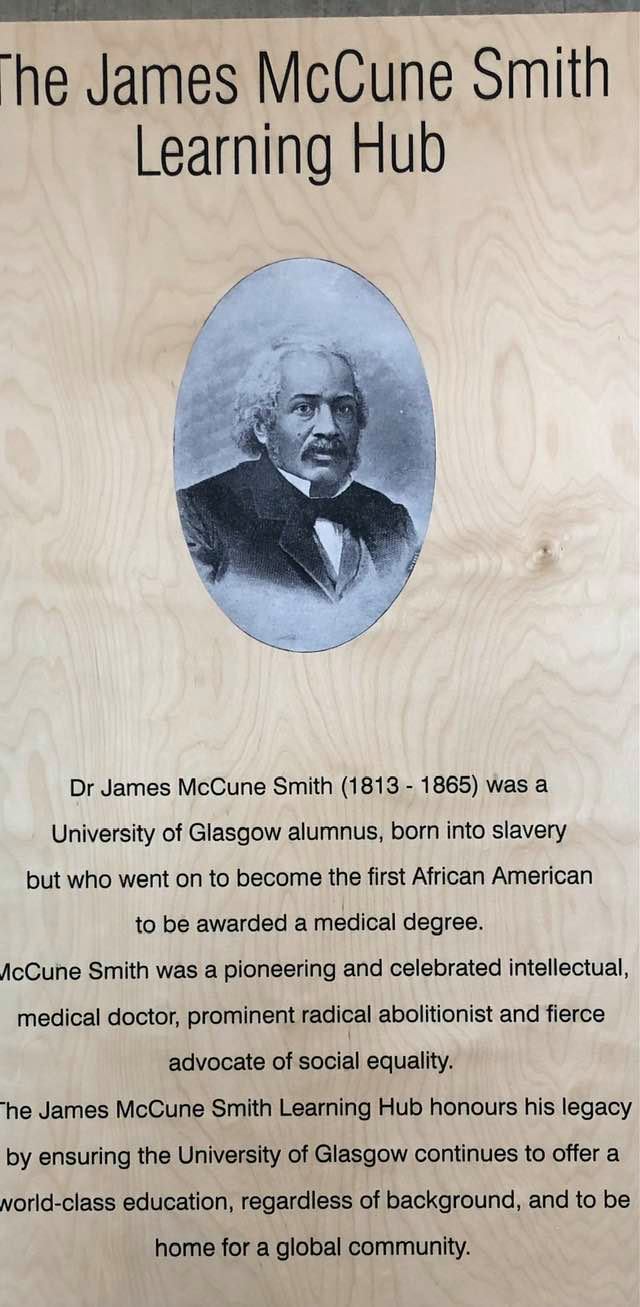 The James McCune Smith
Learning Hub
Dr James McCune Smith (1813 - 1865) was a
University of Glasgow alumnus, born into slavery
but who went on to become the first African American
to be awarded a medical degree.
McCune Smith was a pioneering and celebrated intellectual,
medical doctor, prominent radical abolitionist and fierce
advocate of social equality.
The James McCune Smith Learning Hub honours his legacy
by ensuring the University of Glasgow continues to offer a
world-class education, regardless of background, and to be
home for a global community.